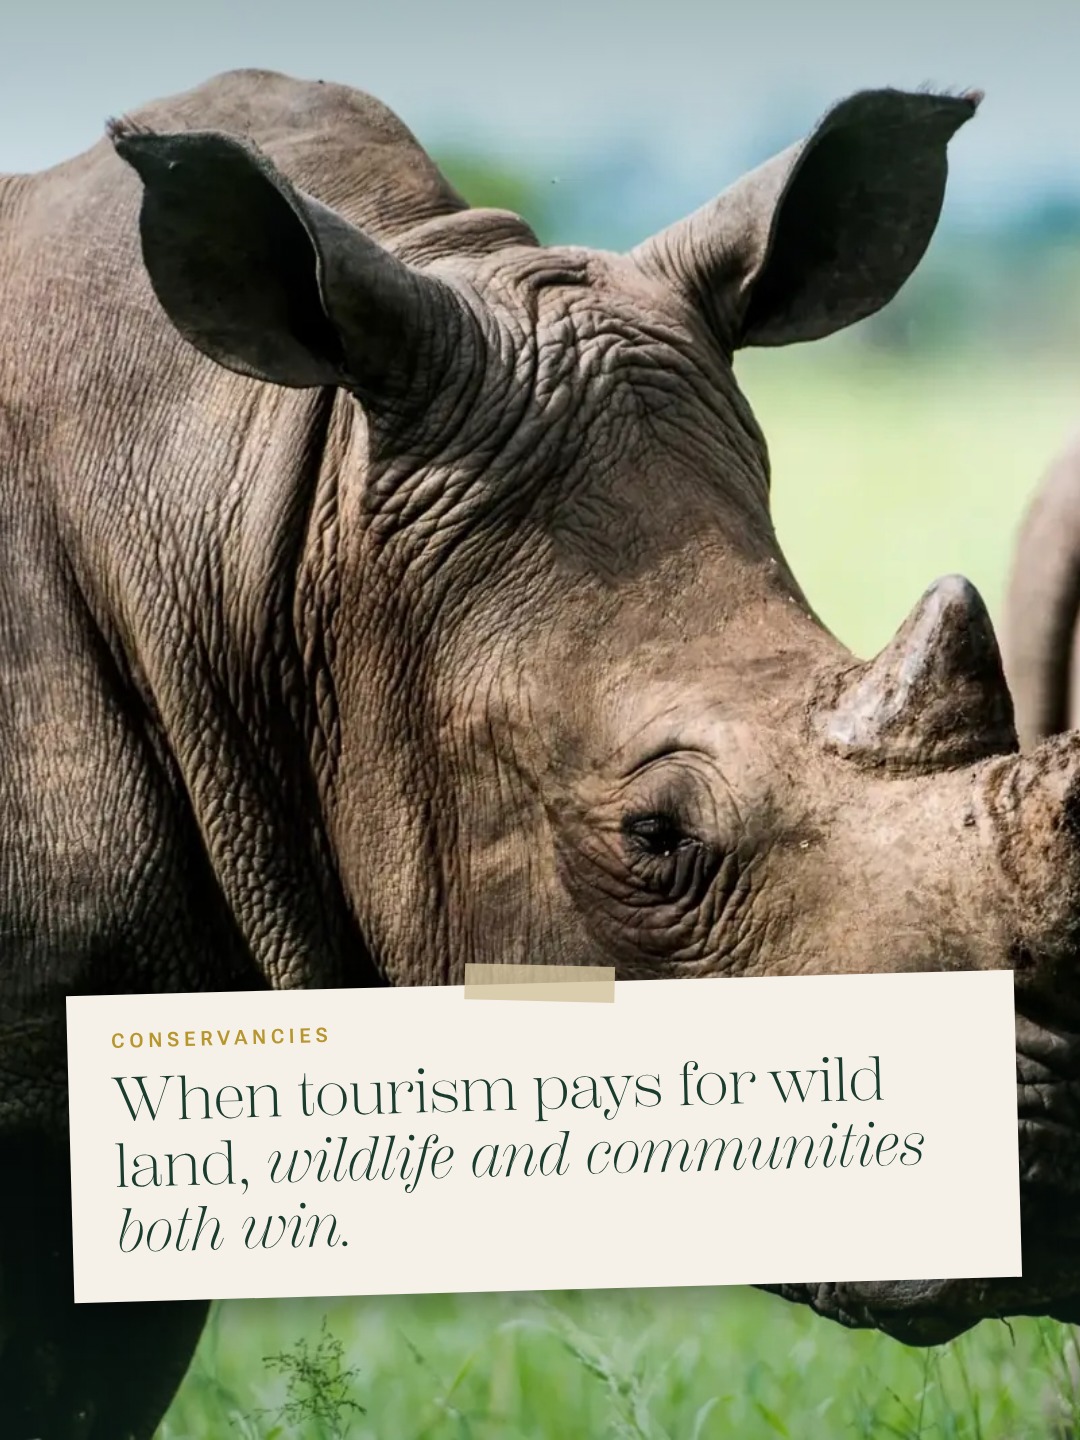 CONSERVANCIES
When tourism pays for wild
land, wildlife and communities
both win.